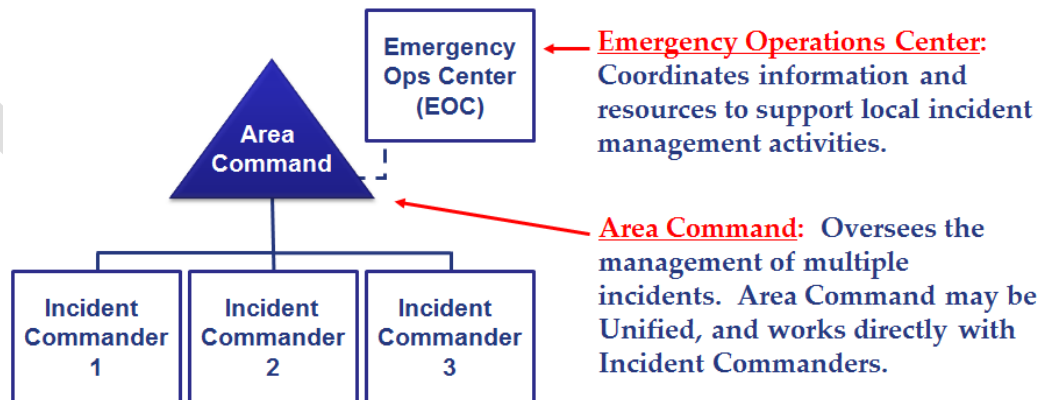 Emergency
Ops Center
(EOC)
Emergency Operations Center:
Coordinates information and
resources to support local incident
management activities.
Area
Command
Area Command:  Oversees the
management of multiple
incidents.  Area Command may be
Unified, and works directly with
Incident Commanders.
Incident
Commander
1
Incident
Commander
2
Incident
Commander
3